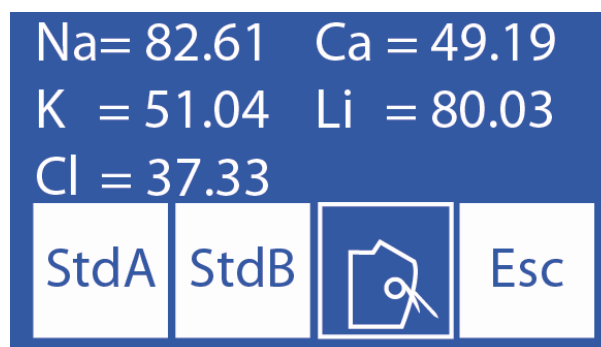 Na= 82.61 Ca = 49.19
K = 51.04 Li = 80.03
Cl = 37.33
StdA StdB Esc